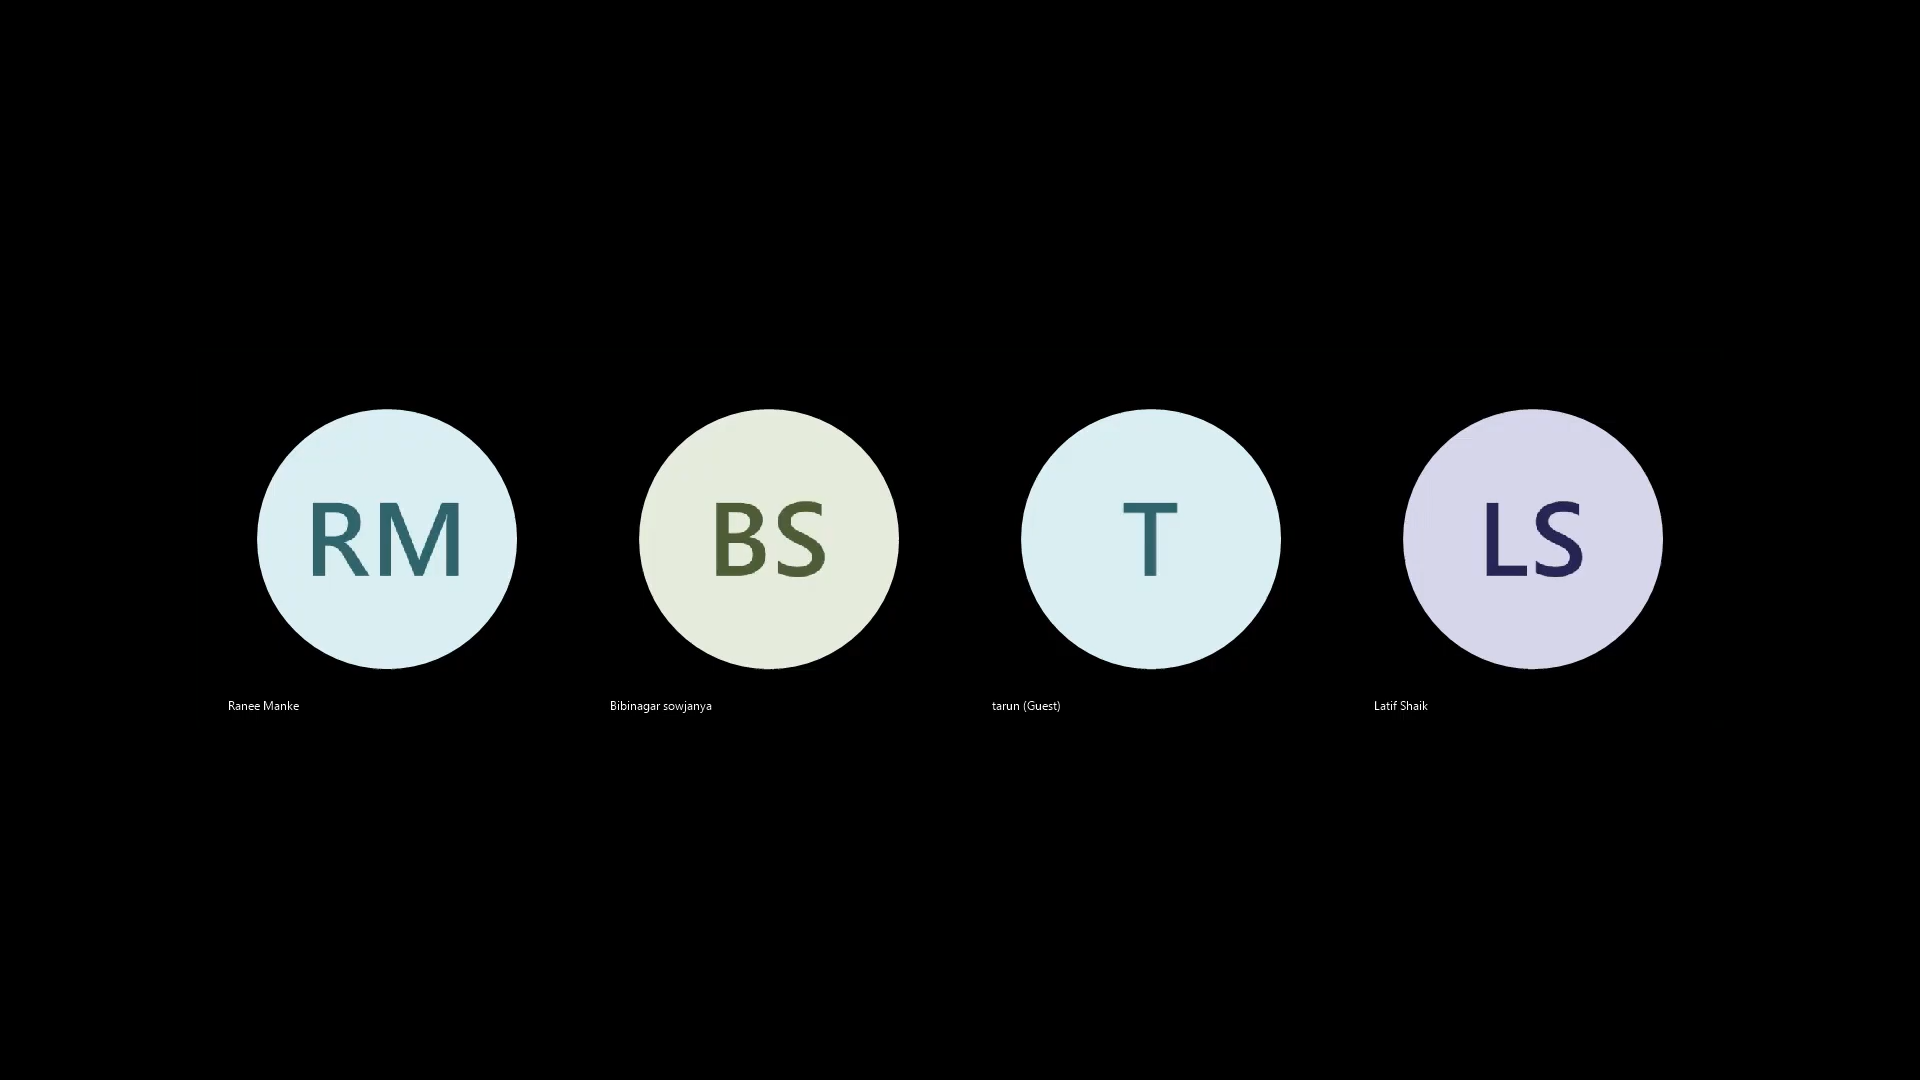 RM
BS
T
LS
Ranee Manke
Bibinagar sowjanya
tarun (Guest)
Latif Shaik